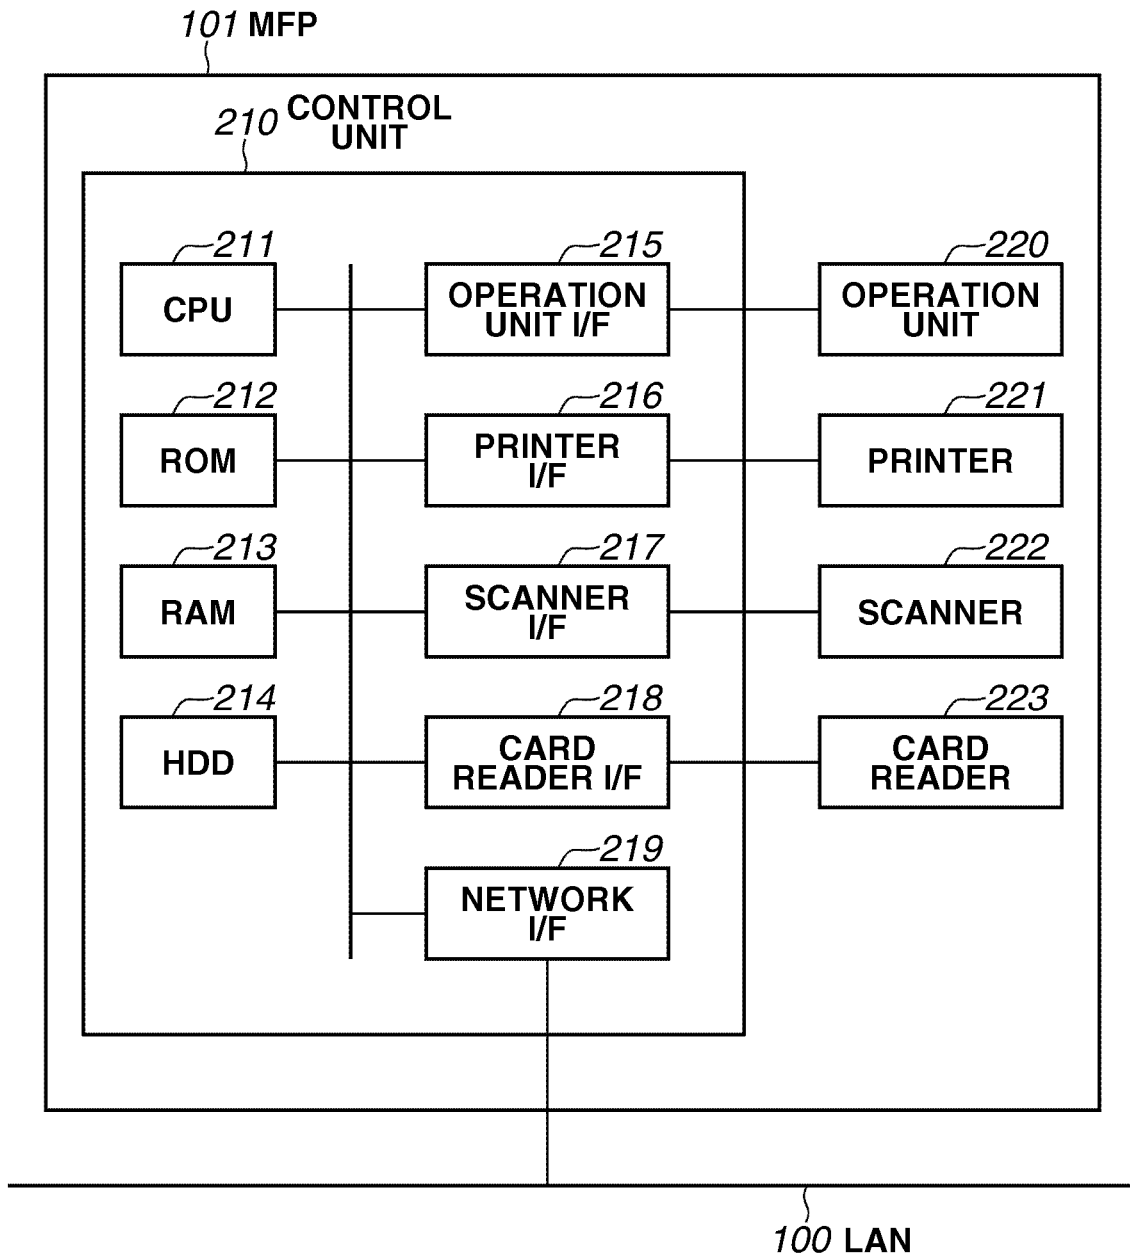 101 MFP
210 CONTROL
UNIT
211
CPU
215
OPERATION
UNIT I/F
220
OPERATION
UNIT
212
ROM
216
PRINTER
I/F
221
PRINTER
213
RAM
217
SCANNER
I/F
222
SCANNER
214
HDD
218
CARD
READER I/F
223
CARD
READER
219
NETWORK
I/F
100 LAN